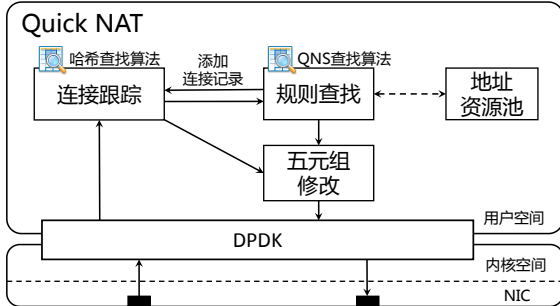 Quick NAT
哈希查找算法
添加
连接记录
QNS查找算法
连接跟踪
规则查找
地址
资源池
五元组
修改
用户空间
DPDK
内核空间
NIC